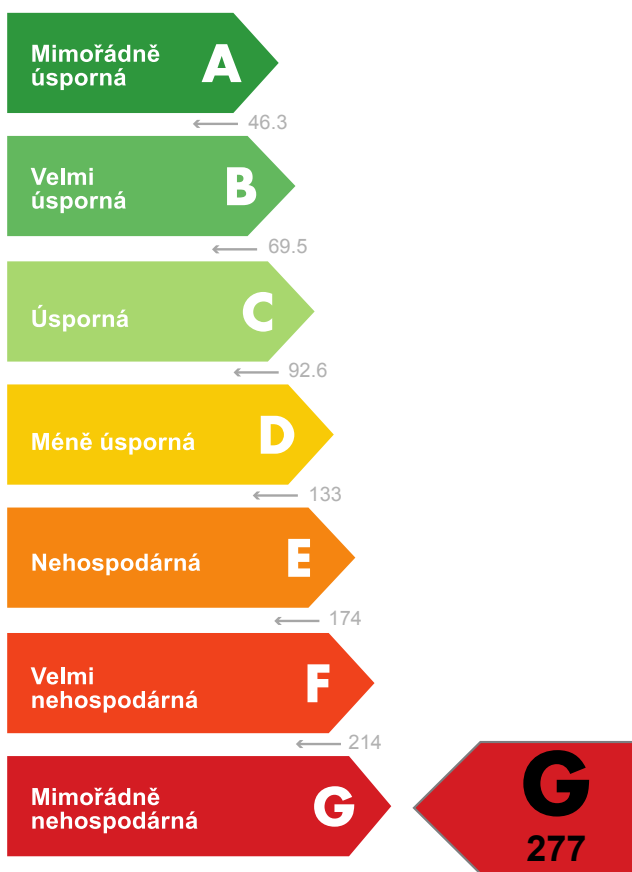 Mimořádně
úsporná
A
46.3
Velmi
úsporná
B
69.5
Úsporná
C
92.6
Méně úsporná
D
133
Nehospodárná
E
174
Velmi
nehospodárná
F
214
Mimořádně
nehospodárná
G
G
277